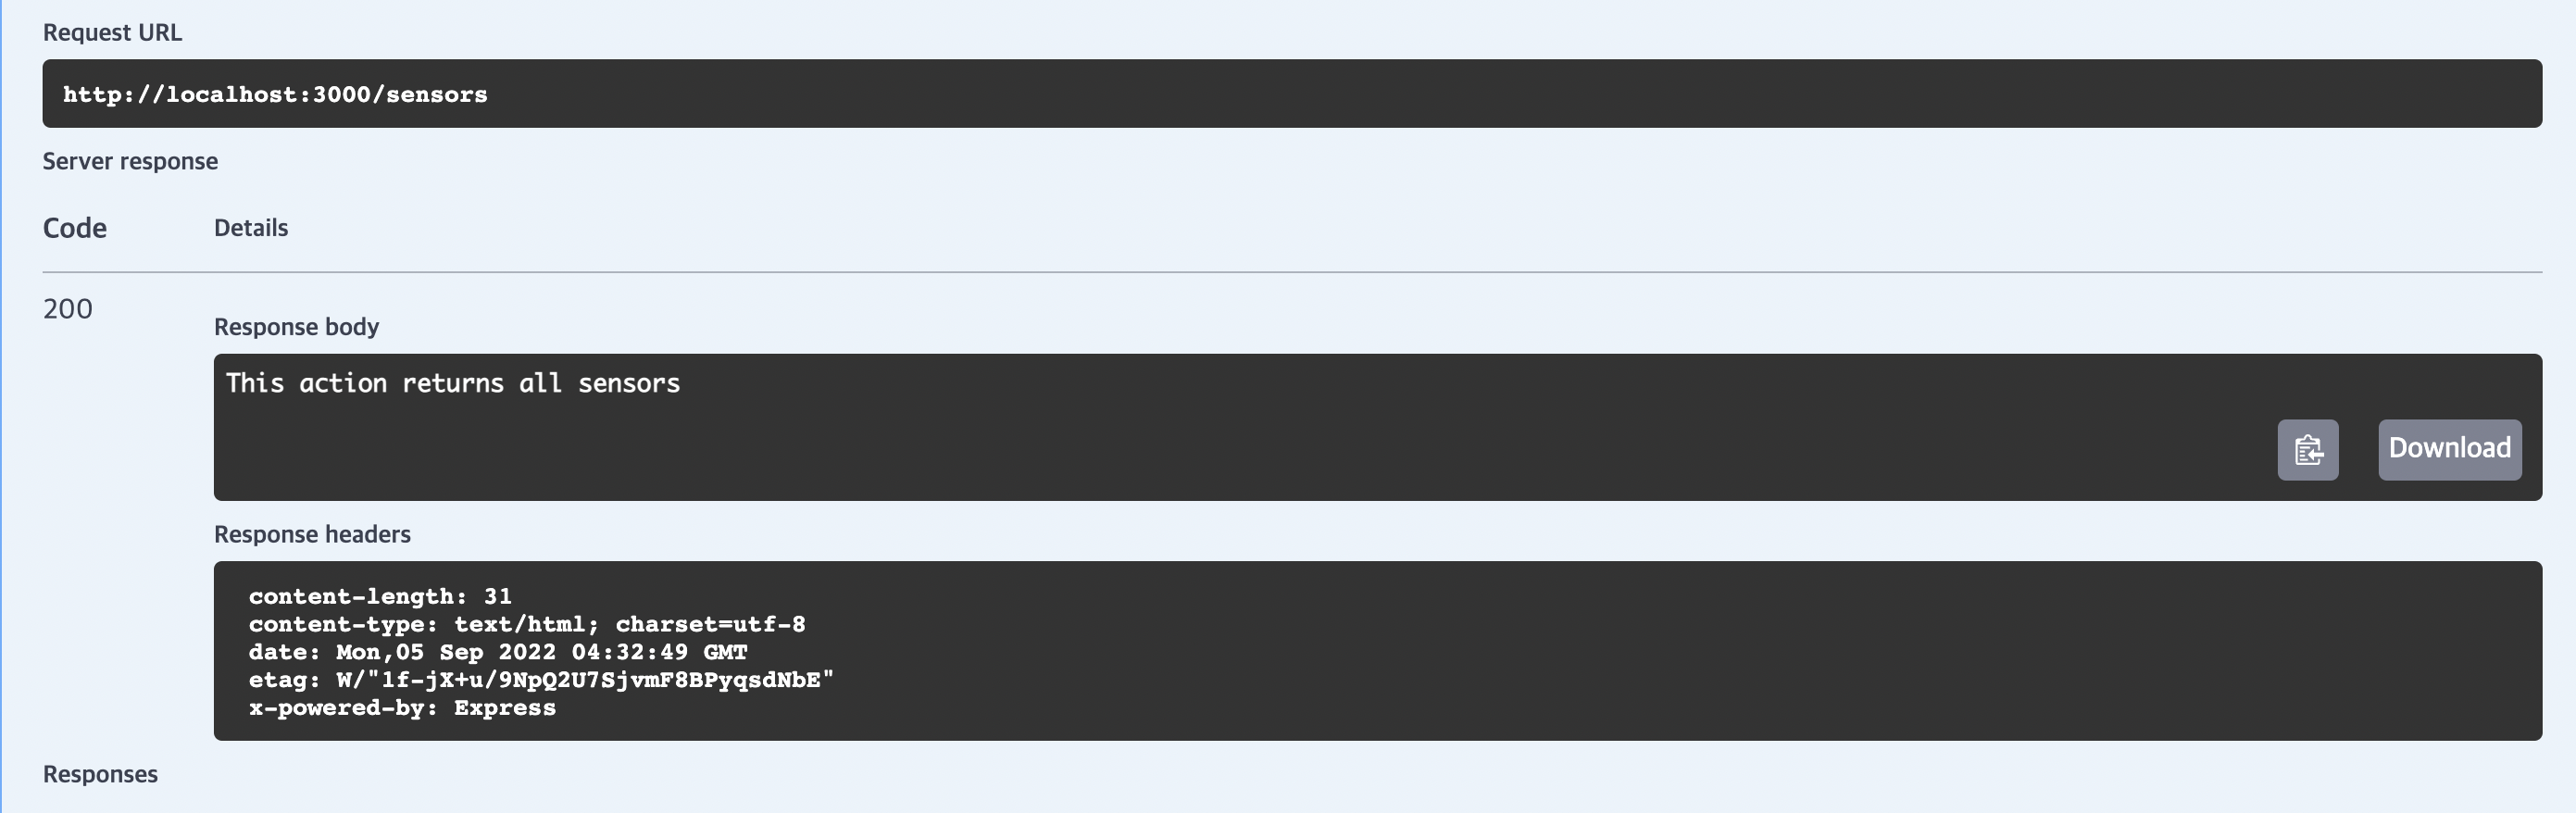 Request URL
http://localhost:3000/sensors
Server response
Code Details
200
Response body
This action returns all sensors
Download
Response headers
content-length: 31
content-type: text/html; charset=utf-8
date: Mon,05 Sep 2022 04:32:49 GMT
etag: W/"1f-jX+u/9NpQ2U7SjvmF8BPyqsdNbE"
x-powered-by: Express
Responses